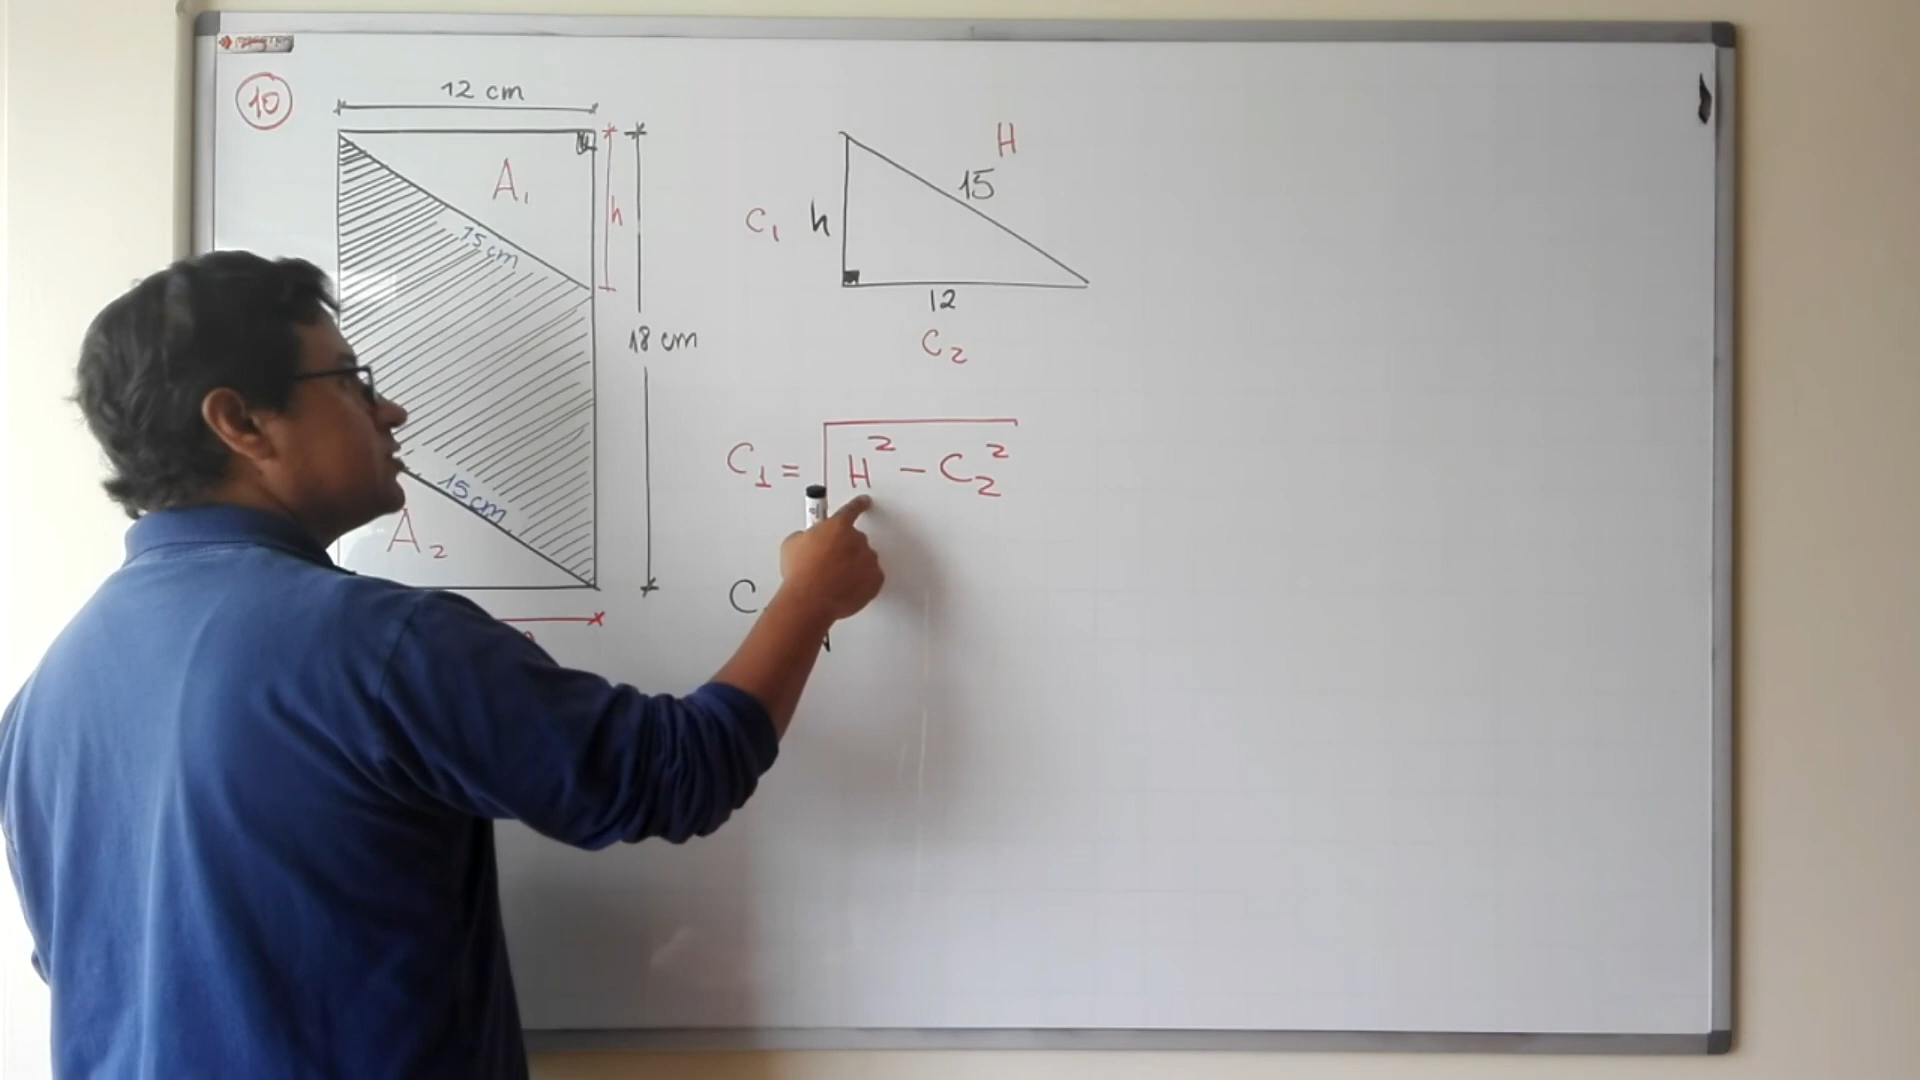 10
12 cm
A₁
h
15 cm
18 cm
15 cm
A₂
H
15
C₁ h
12
C₂
C₁ = √H² − C₂²
C